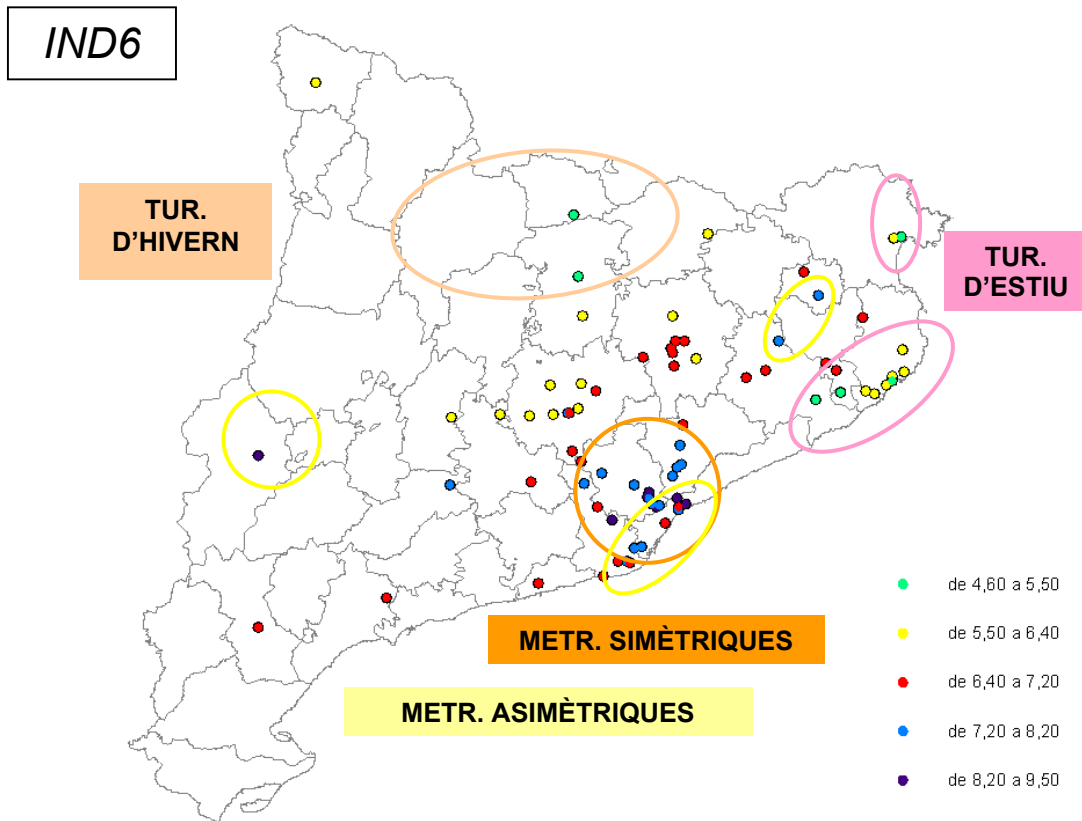 IND6
TUR.
D'HIVERN
TUR.
D'ESTIU
METR. SIMÈTRIQUES
METR. ASIMÈTRIQUES
de 4,60 a 5,50
de 5,50 a 6,40
de 6,40 a 7,20
de 7,20 a 8,20
de 8,20 a 9,50